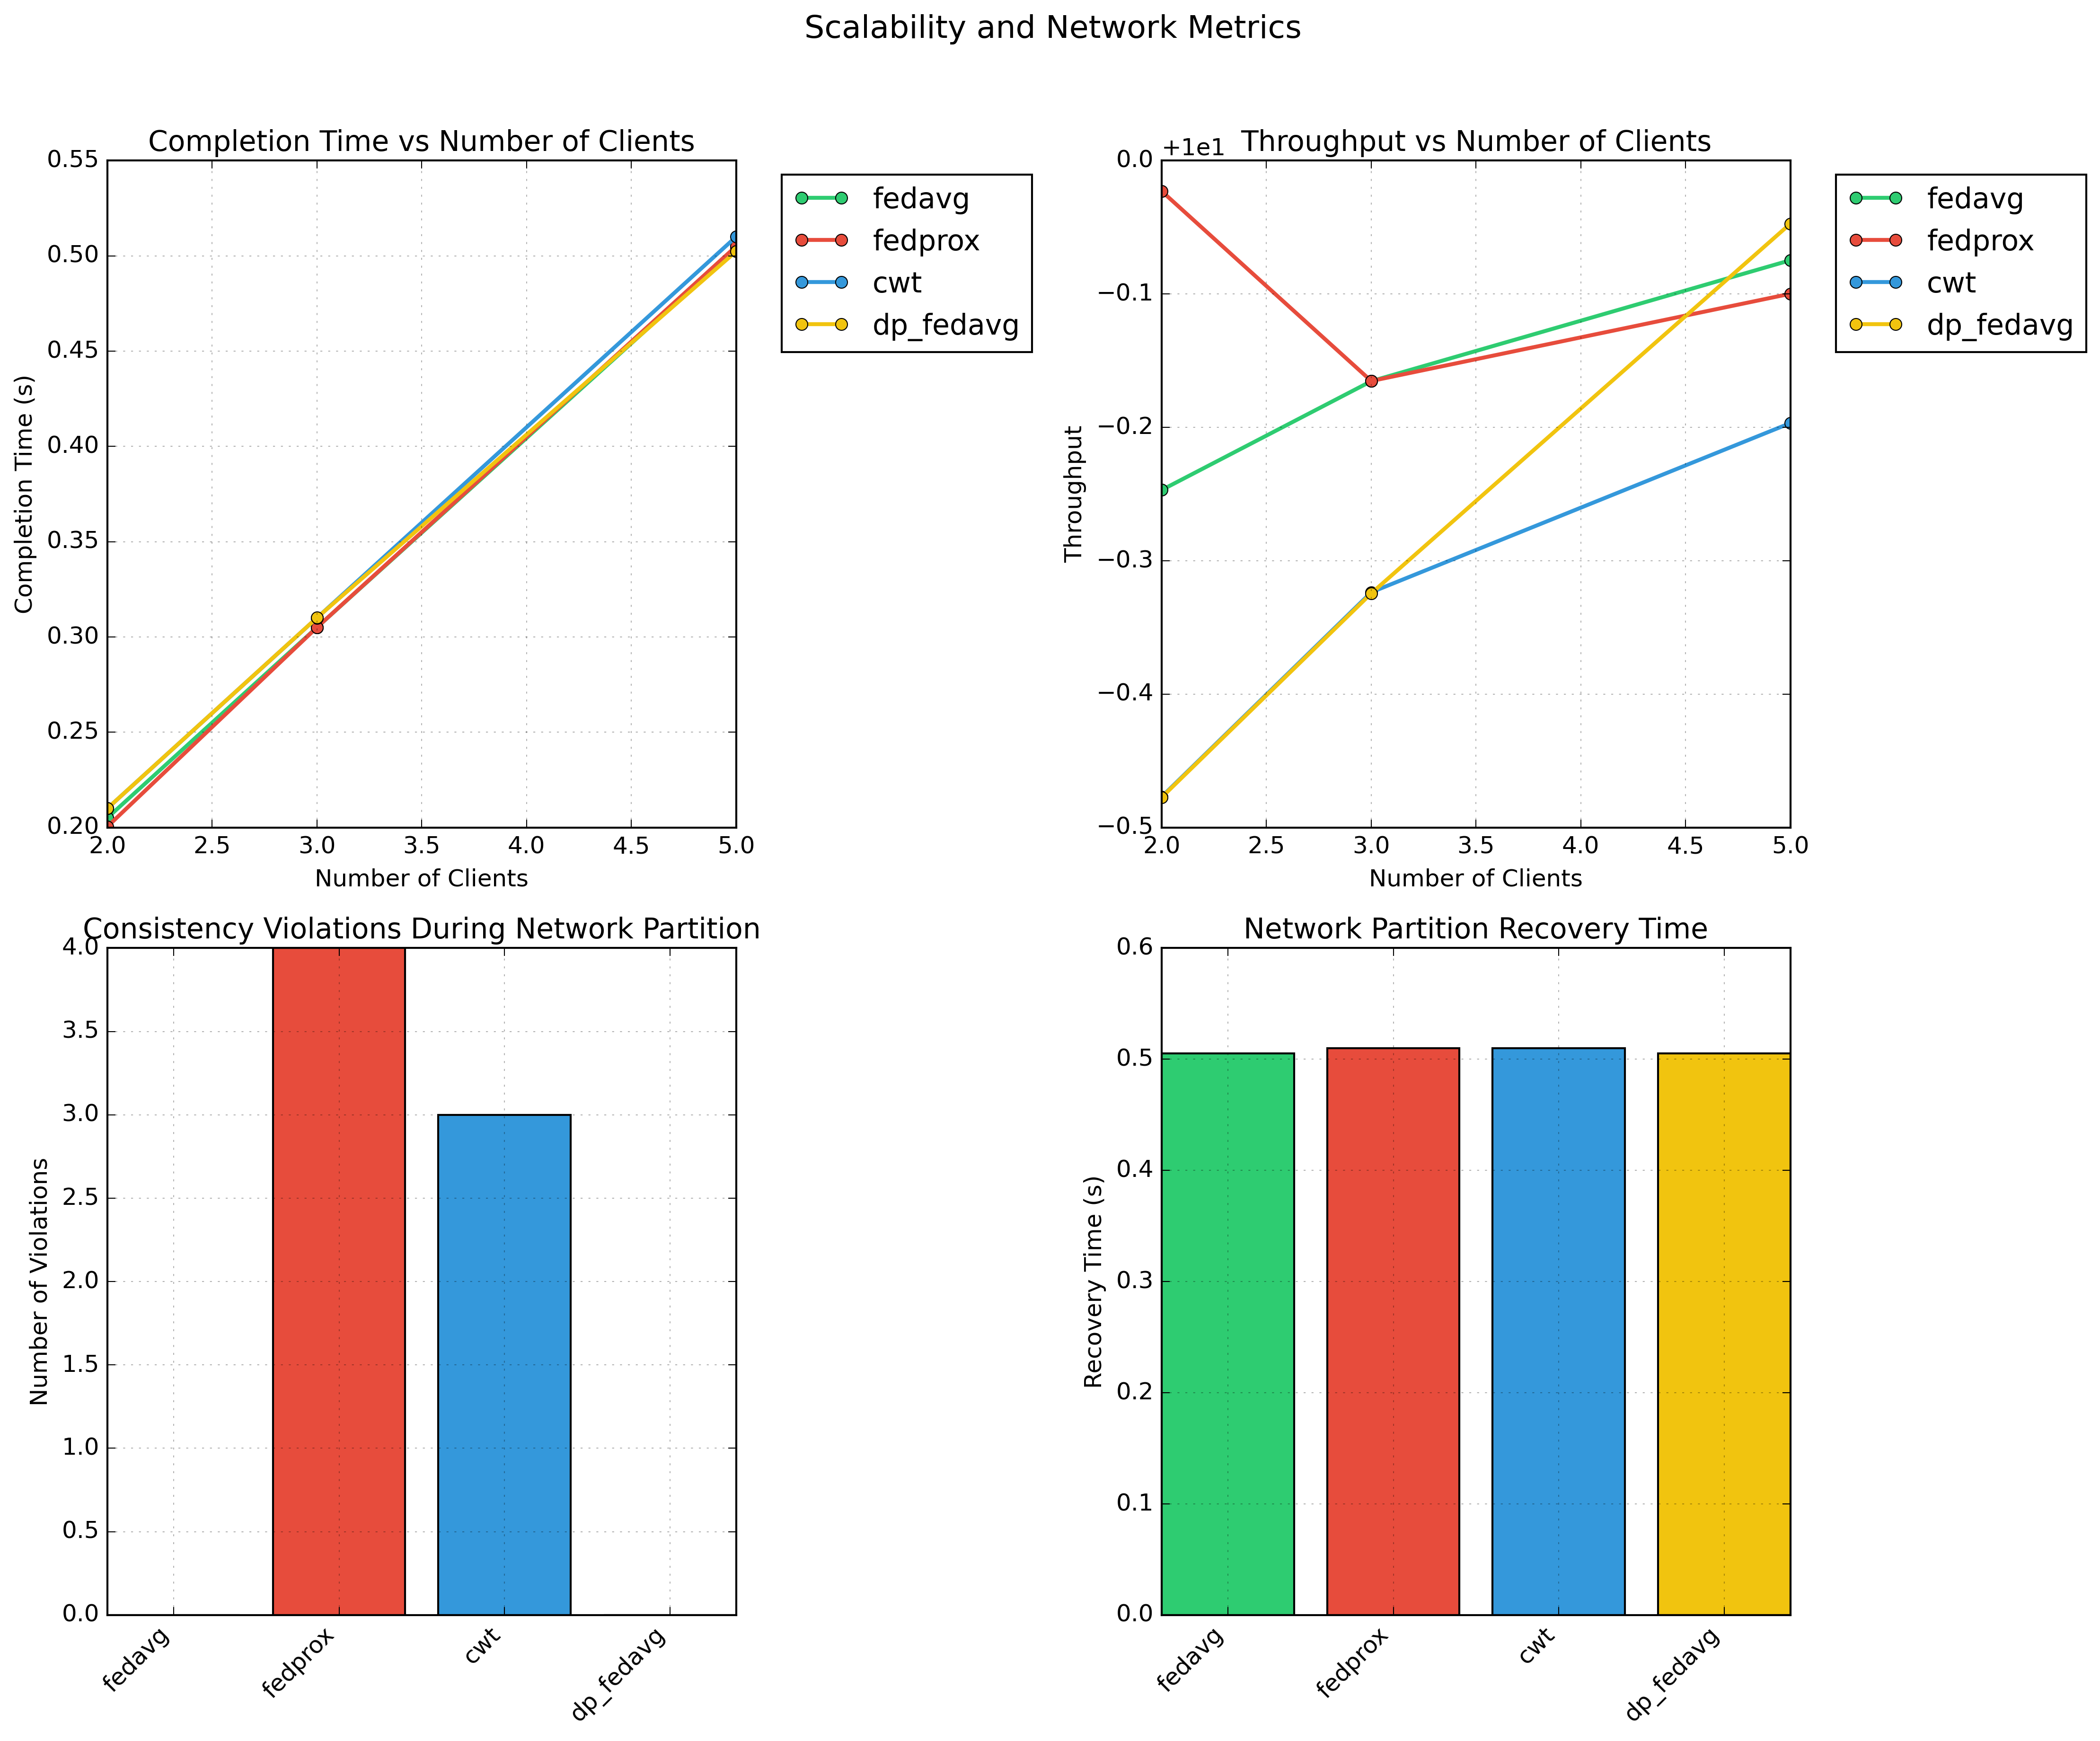 Scalability and Network Metrics
Completion Time vs Number of Clients
0.55
0.50
0.45
0.40
0.35
0.30
0.25
0.20
Completion Time (s)
2.0 2.5 3.0 3.5 4.0 4.5 5.0
Number of Clients
fedavg
fedprox
cwt
dp_fedavg
+1e1 Throughput vs Number of Clients
0.0
−0.1
−0.2
−0.3
−0.4
−0.5
Throughput
2.0 2.5 3.0 3.5 4.0 4.5 5.0
Number of Clients
fedavg
fedprox
cwt
dp_fedavg
Consistency Violations During Network Partition
4.0
3.5
3.0
2.5
2.0
1.5
1.0
0.5
0.0
Number of Violations
fedavg
fedprox
cwt
dp_fedavg
Network Partition Recovery Time
0.6
0.5
0.4
0.3
0.2
0.1
0.0
Recovery Time (s)
fedavg
fedprox
cwt
dp_fedavg